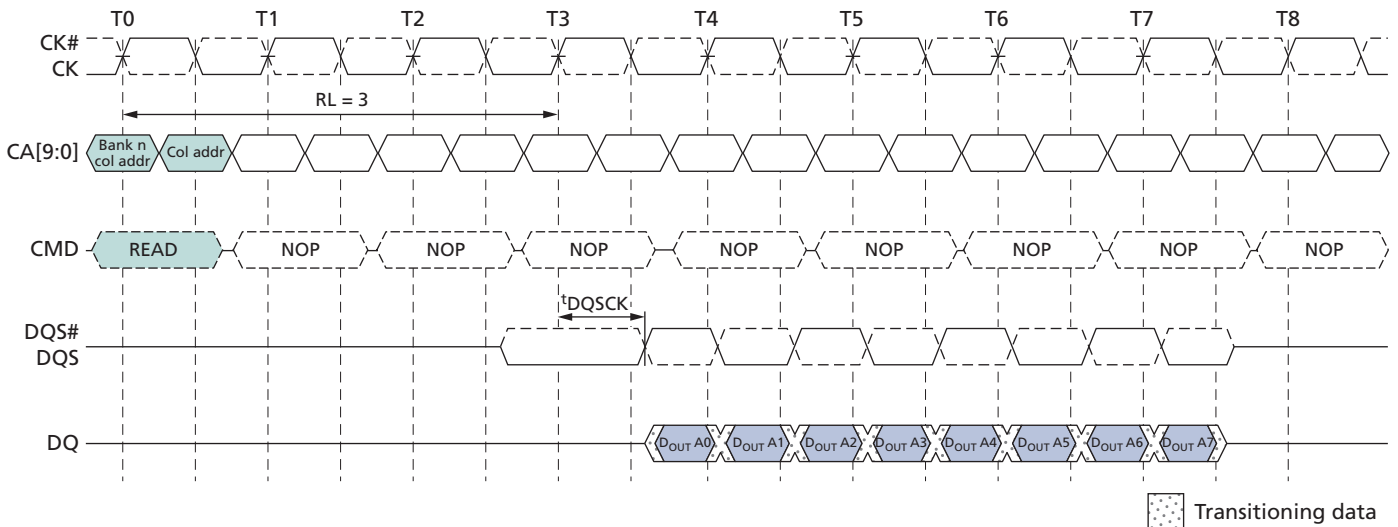 T0 T1 T2 T3 T4 T5 T6 T7 T8
CK#
CK
RL = 3
CA[9:0]
Bank n
col addr
Col addr
CMD READ NOP NOP NOP NOP NOP NOP NOP NOP
tDQSCK
DQS#
DQS
DQ DOUT A0 DOUT A1 DOUT A2 DOUT A3 DOUT A4 DOUT A5 DOUT A6 DOUT A7
Transitioning data